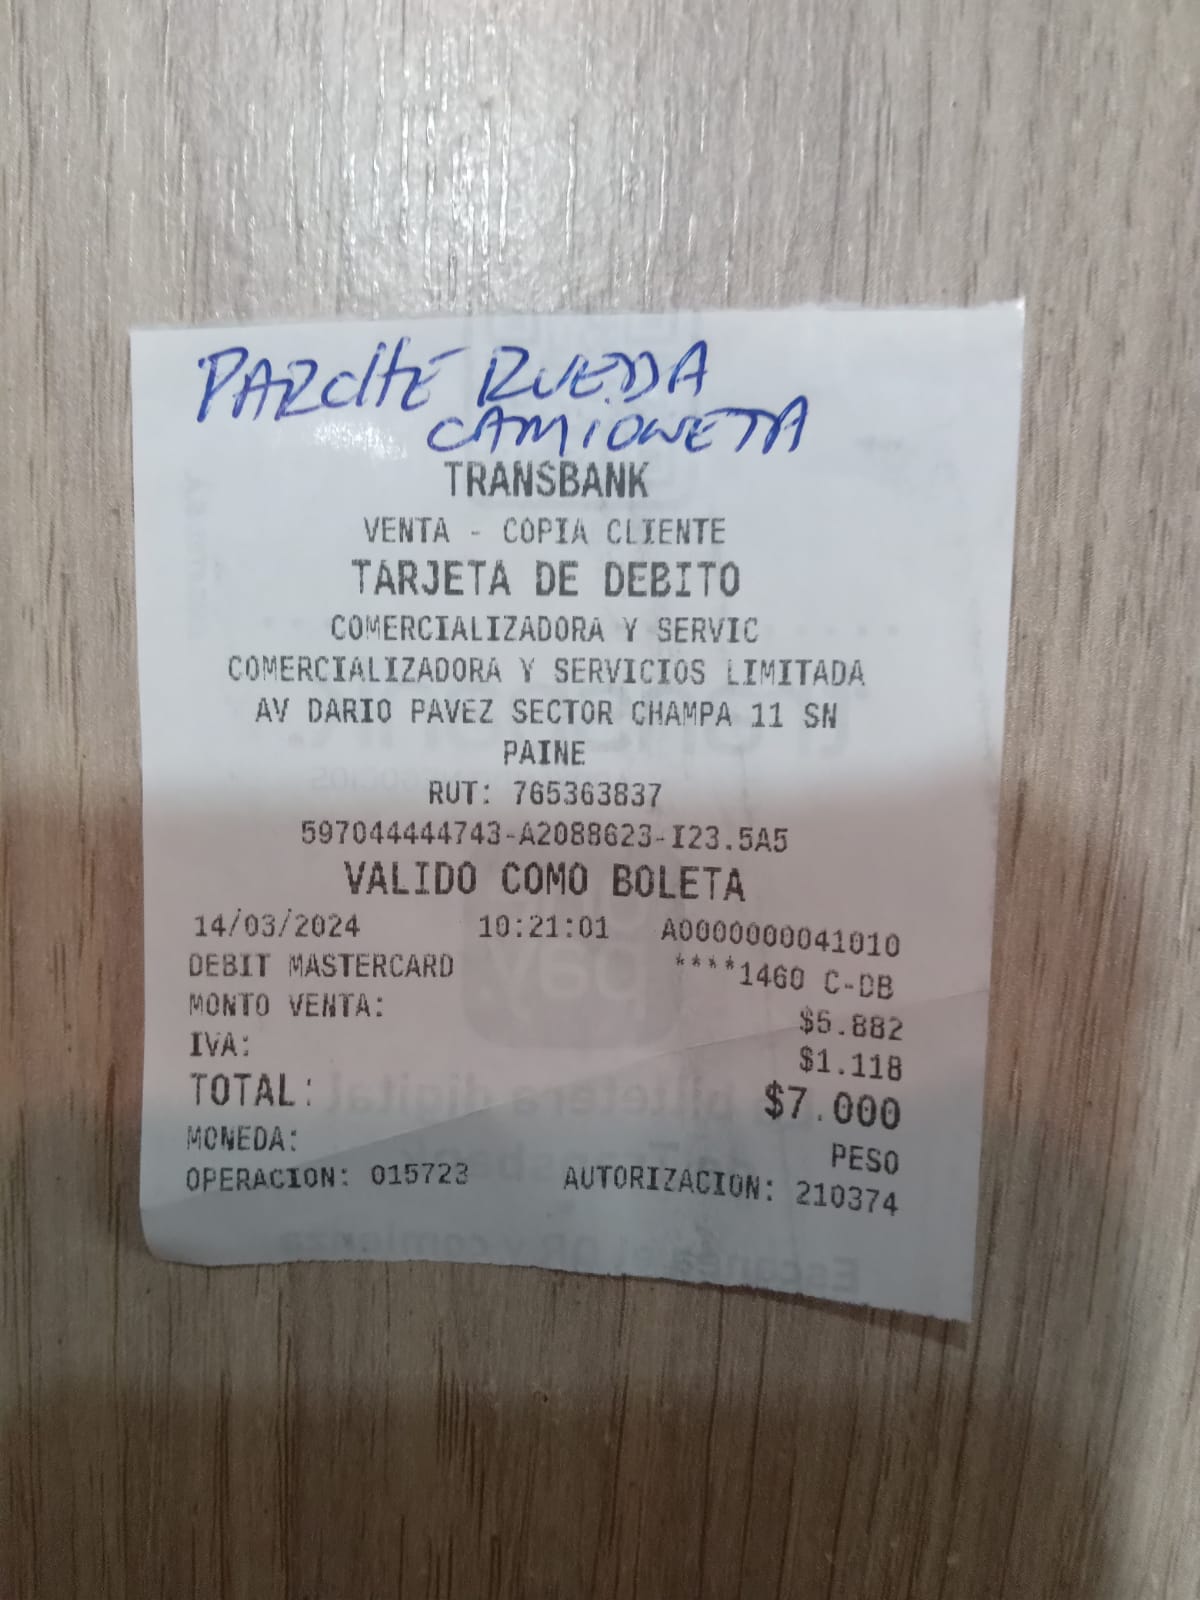 PARCHE RUEDA
CAMIONETA
TRANSBANK
VENTA - COPIA CLIENTE
TARJETA DE DEBITO
COMERCIALIZADORA Y SERVIC
COMERCIALIZADORA Y SERVICIOS LIMITADA
AV DARIO PAVEZ SECTOR CHAMPA 11 SN
PAINE
RUT: 765363837
597044444743-A2088623-I23.5A5
VALIDO COMO BOLETA
14/03/2024 10:21:01 A0000000041010
DEBIT MASTERCARD ****1460 C-DB
MONTO VENTA: $5.882
IVA: $1.118
TOTAL: $7.000
MONEDA: PESO
OPERACION: 015723 AUTORIZACION: 210374